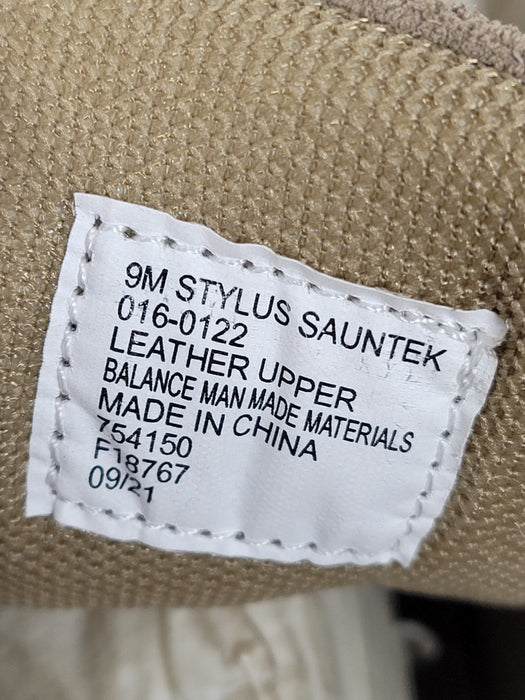 9M STYLUS SAUNTEK
016-0122
LEATHER UPPER
BALANCE MAN MADE MATERIALS
MADE IN CHINA
754150
F18767
09/21